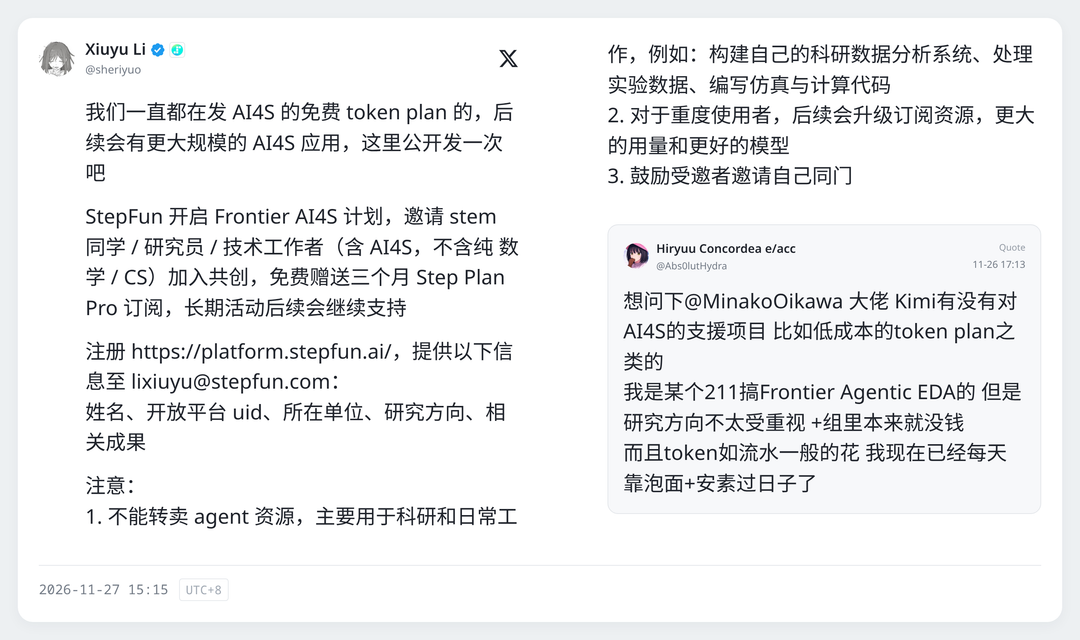 Xiuyu Li
@sheriyuo
我们一直都在发 AI4S 的免费 token plan 的，后
续会有更大规模的 AI4S 应用，这里公开发一次
吧
StepFun 开启 Frontier AI4S 计划，邀请 stem
同学 / 研究员 / 技术工作者（含 AI4S，不含纯 数
学 / CS）加入共创，免费赠送三个月 Step Plan
Pro 订阅，长期活动后续会继续支持
注册 https://platform.stepfun.ai/，提供以下信
息至 lixiuyu@stepfun.com：
姓名、开放平台 uid、所在单位、研究方向、相
关成果
注意：
1. 不能转卖 agent 资源，主要用于科研和日常工
作，例如：构建自己的科研数据分析系统、处理
实验数据、编写仿真与计算代码
2. 对于重度使用者，后续会升级订阅资源，更大
的用量和更好的模型
3. 鼓励受邀者邀请自己同门
Hiryuu Concordea e/acc
Quote
@Abs0lutHydra
11-26 17:13
想问下@MinakoOikawa 大佬 Kimi有没有对
AI4S的支援项目 比如低成本的token plan之
类的
我是某个211搞Frontier Agentic EDA的 但是
研究方向不太受重视 +组里本来就没钱
而且token如流水一般的花 我现在已经每天
靠泡面+安素过日子了
2026-11-27 15:15 UTC+8